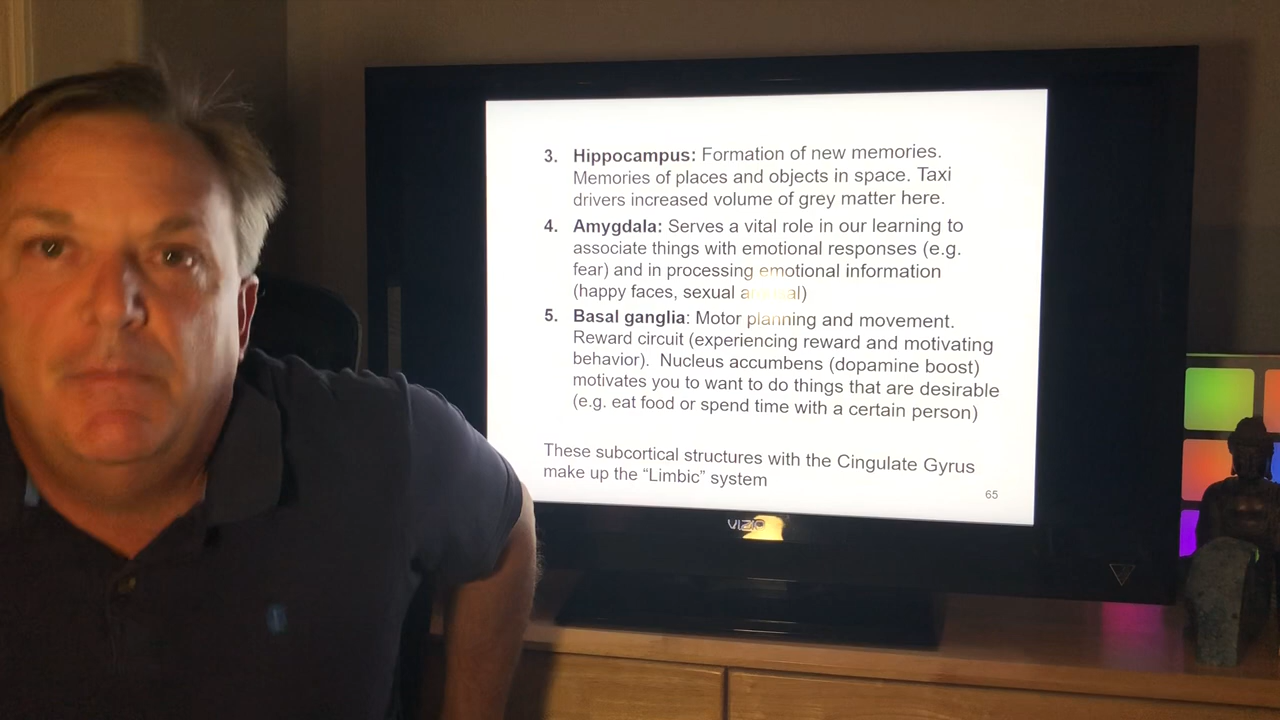 3. Hippocampus: Formation of new memories.
Memories of places and objects in space. Taxi
drivers increased volume of grey matter here.
4. Amygdala: Serves a vital role in our learning to
associate things with emotional responses (e.g.
fear) and in processing emotional information
(happy faces, sexual
5. Basal ganglia: Motor planning and movement.
Reward circuit (experiencing reward and motivating
behavior). Nucleus accumbens (dopamine boost)
motivates you to want to do things that are desirable
(e.g. eat food or spend time with a certain person)
These subcortical structures with the Cingulate Gyrus
make up the “Limbic” system
65
VIZIO